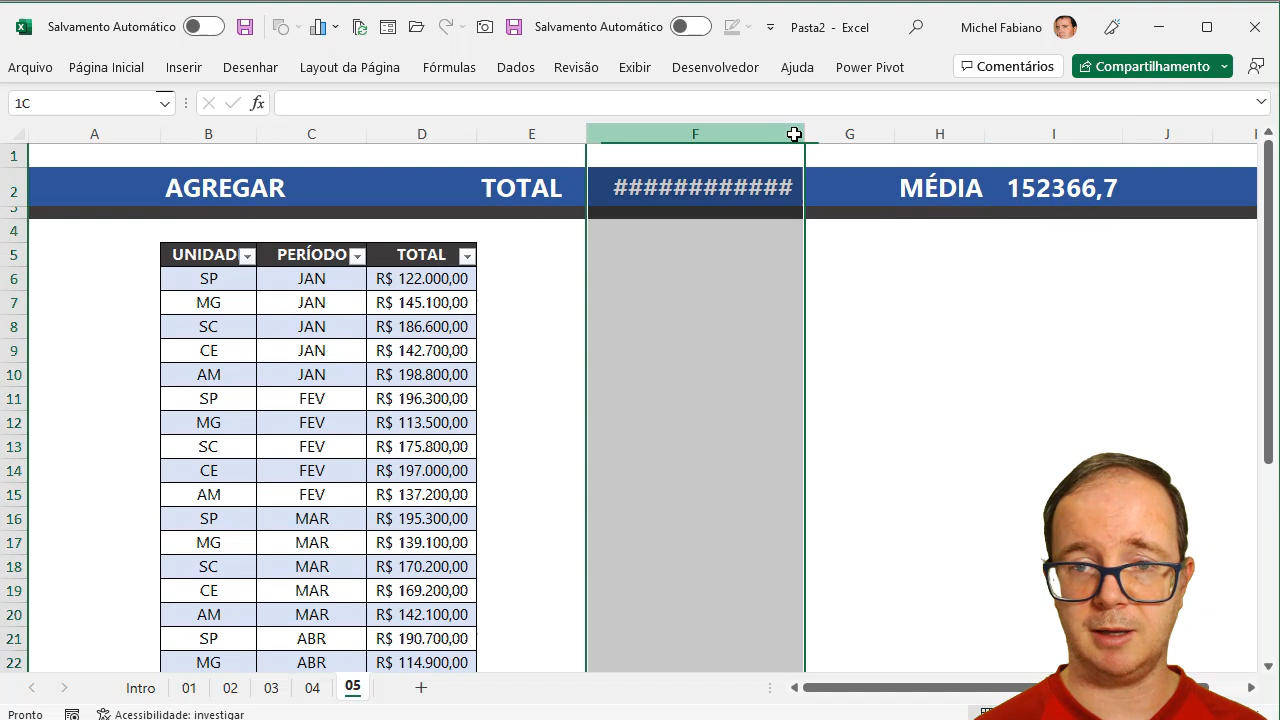 Salvamento Automático Salvamento Automático Pasta2 - Excel Michel Fabiano
Arquivo Página Inicial Inserir Desenhar Layout da Página Fórmulas Dados Revisão Exibir Desenvolvedor Ajuda Power Pivot Comentários Compartilhamento
1C fx
A B C D E F G H I J
1
2 AGREGAR TOTAL ############ MÉDIA 152366,7
3
4
5 UNIDAD PERÍODO TOTAL
6 SP JAN R$ 122.000,00
7 MG JAN R$ 145.100,00
8 SC JAN R$ 186.600,00
9 CE JAN R$ 142.700,00
10 AM JAN R$ 198.800,00
11 SP FEV R$ 196.300,00
12 MG FEV R$ 113.500,00
13 SC FEV R$ 175.800,00
14 CE FEV R$ 197.000,00
15 AM FEV R$ 137.200,00
16 SP MAR R$ 195.300,00
17 MG MAR R$ 139.100,00
18 SC MAR R$ 170.200,00
19 CE MAR R$ 169.200,00
20 AM MAR R$ 142.100,00
21 SP ABR R$ 190.700,00
22 MG ABR R$ 114.900,00
Intro 01 02 03 04 05
Pronto Acessibilidade: investigar